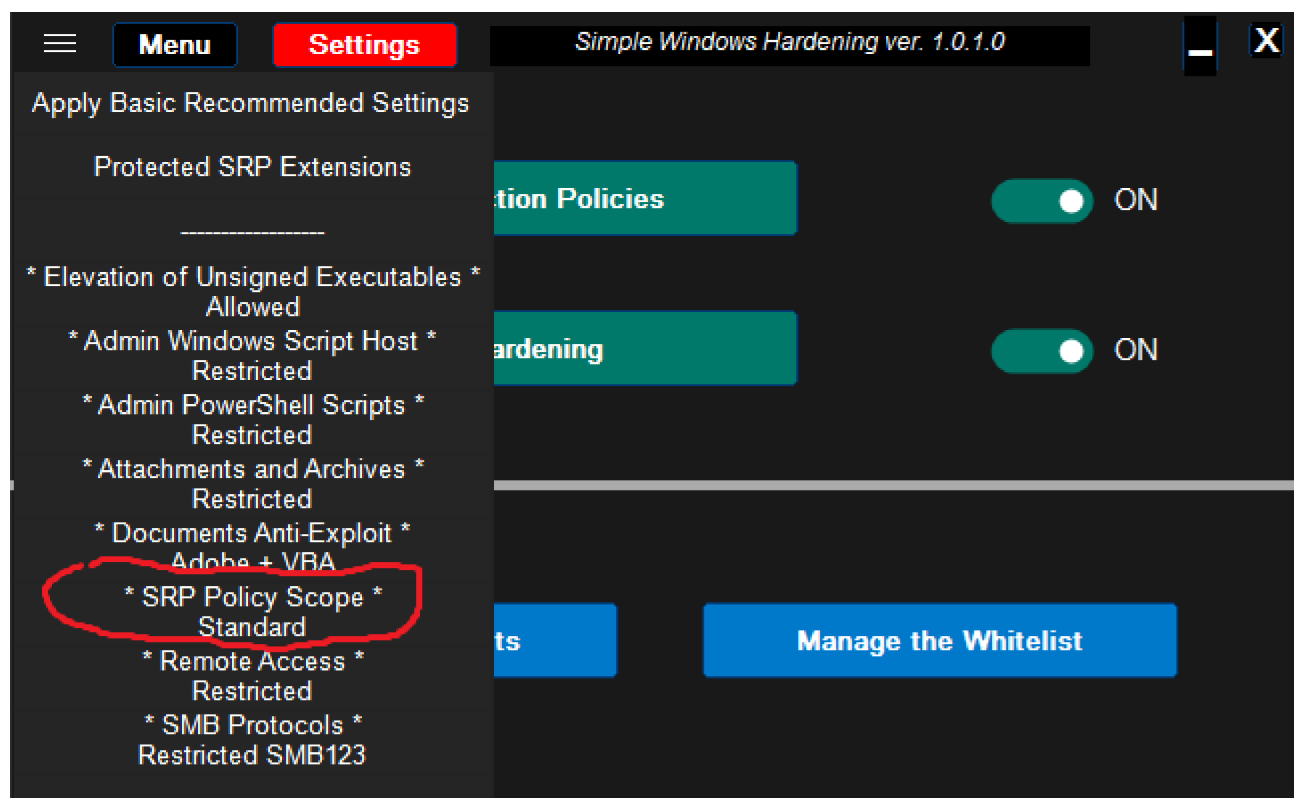 Menu
Settings
Simple Windows Hardening ver. 1.0.1.0
X
Apply Basic Recommended Settings
Protected SRP Extensions
------------------
tion Policies
ON
* Elevation of Unsigned Executables *
Allowed
* Admin Windows Script Host *
Restricted
ardening
ON
* Admin PowerShell Scripts *
Restricted
* Attachments and Archives *
Restricted
* Documents Anti-Exploit *
Adobe + VBA
* SRP Policy Scope *
Standard
ts
Manage the Whitelist
* Remote Access *
Restricted
* SMB Protocols *
Restricted SMB123